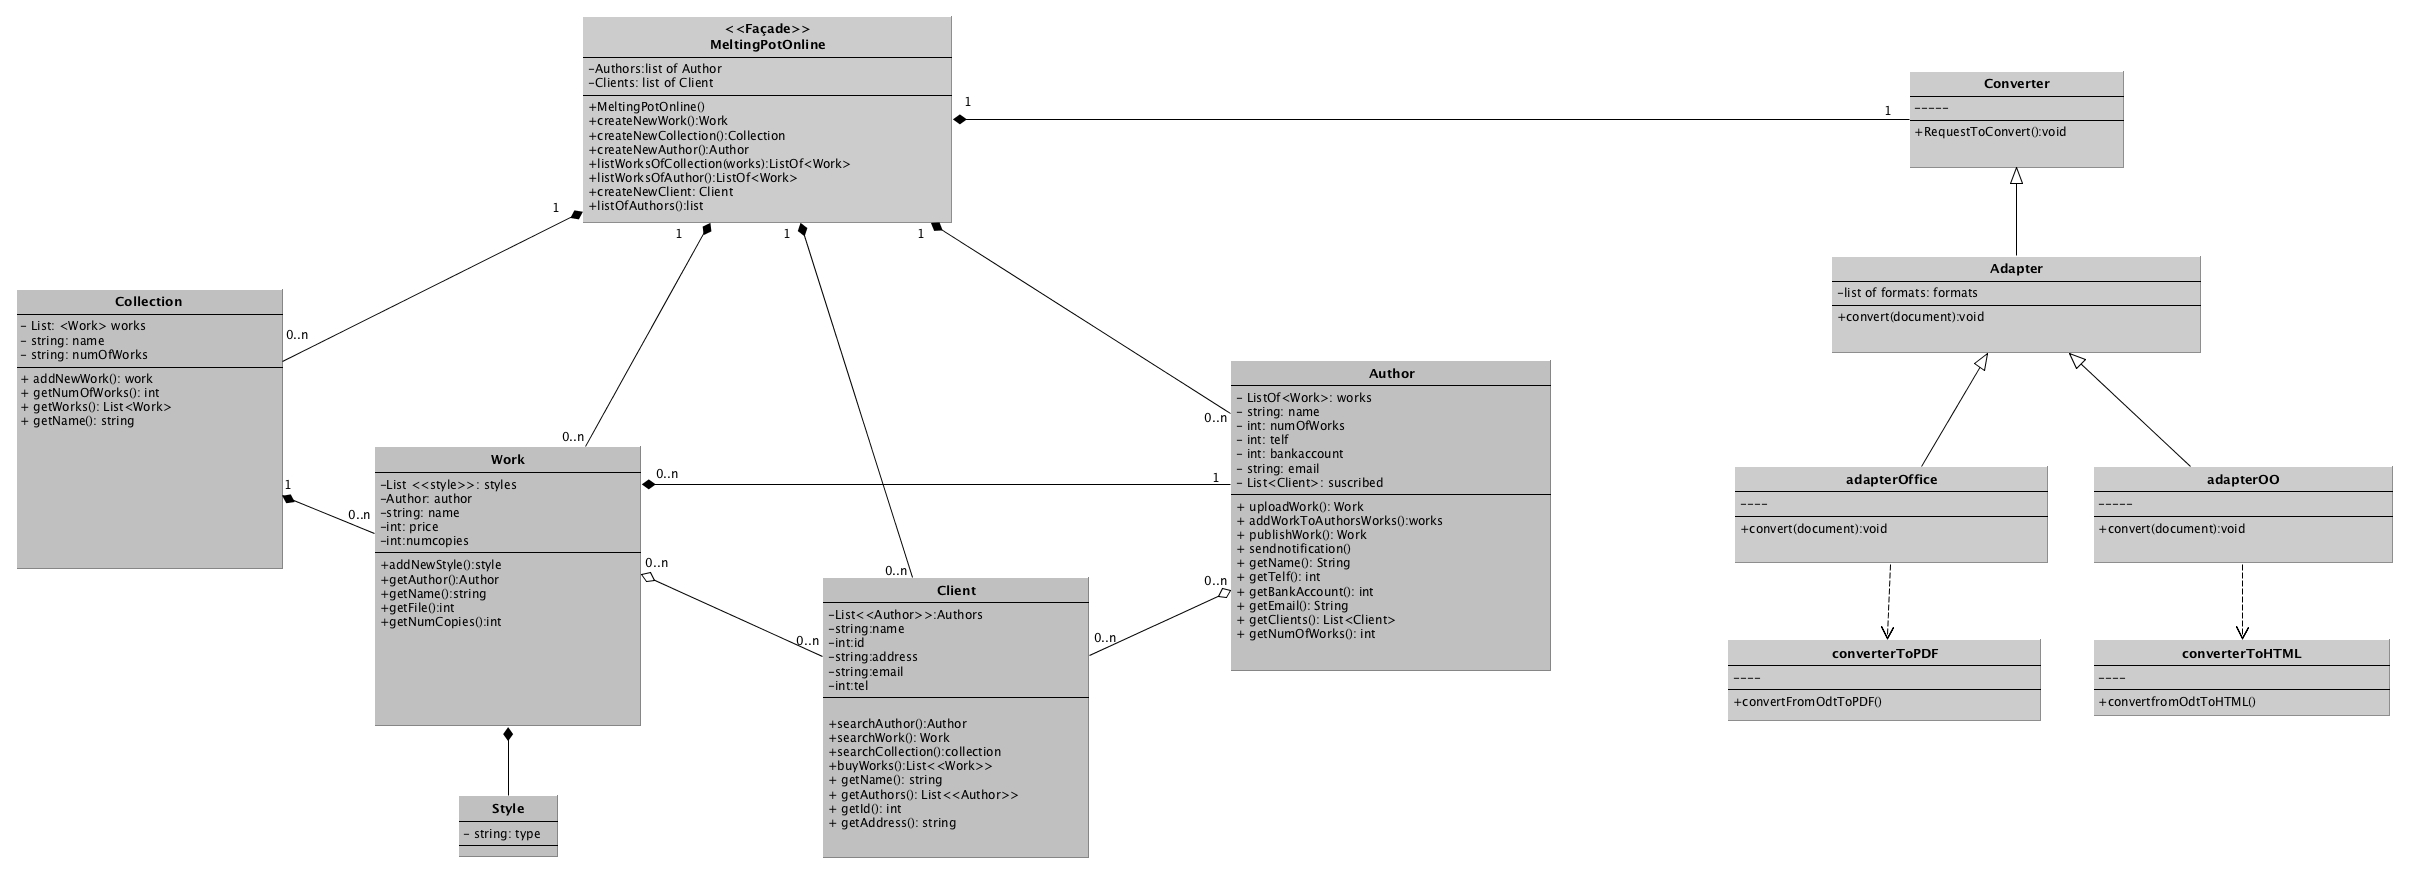 <<Façade>>
MeltingPotOnline
-Authors:list of Author
-Clients: list of Client
+MeltingPotOnline()
+createNewWork():Work
+createNewCollection():Collection
+createNewAuthor():Author
+listWorksOfCollection(works):ListOf<Work>
+listWorksOfAuthor():ListOf<Work>
+createNewClient: Client
+listOfAuthors():list
1
1
1
1
1
1
Converter
-----
+RequestToConvert():void
Adapter
-list of formats: formats
+convert(document):void
Collection
- List: <Work> works
- string: name
- string: numOfWorks
+ addNewWork(): work
+ getNumOfWorks(): int
+ getWorks(): List<Work>
+ getName(): string
0..n
1
0..n
0..n
Work
-List <<style>>: styles
-Author: author
-string: name
-int: price
-int:numcopies
+addNewStyle():style
+getAuthor():Author
+getName():string
+getFile():int
+getNumCopies():int
0..n
1
0..n
0..n
0..n
Client
-List<<Author>>:Authors
-string:name
-int:id
-string:address
-string:email
-int:tel
+searchAuthor():Author
+searchWork(): Work
+searchCollection():collection
+buyWorks():List<<Work>>
+ getName(): string
+ getAuthors(): List<<Author>>
+ getId(): int
+ getAddress(): string
0..n
0..n
0..n
Author
- ListOf<Work>: works
- string: name
- int: numOfWorks
- int: telf
- int: bankaccount
- string: email
- List<Client>: suscribed
+ uploadWork(): Work
+ addWorkToAuthorsWorks():works
+ publishWork(): Work
+ sendnotification()
+ getName(): String
+ getTelf(): int
+ getBankAccount(): int
+ getEmail(): String
+ getClients(): List<Client>
+ getNumOfWorks(): int
adapterOffice
----
+convert(document):void
adapterOO
-----
+convert(document):void
converterToPDF
----
+convertFromOdtToPDF()
converterToHTML
----
+convertfromOdtToHTML()
Style
- string: type